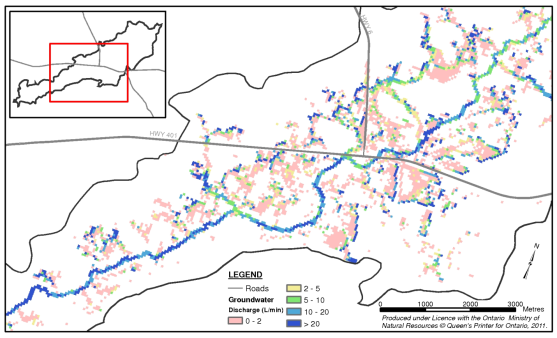 HWY 6
HWY 401
N
LEGEND
Roads
Groundwater
Discharge (L/min)
0 - 2
2 - 5
5 - 10
10 - 20
> 20
0 1000 2000 3000 Metres
Produced under Licence with the Ontario Ministry of
Natural Resources © Queen's Printer for Ontario, 2011.